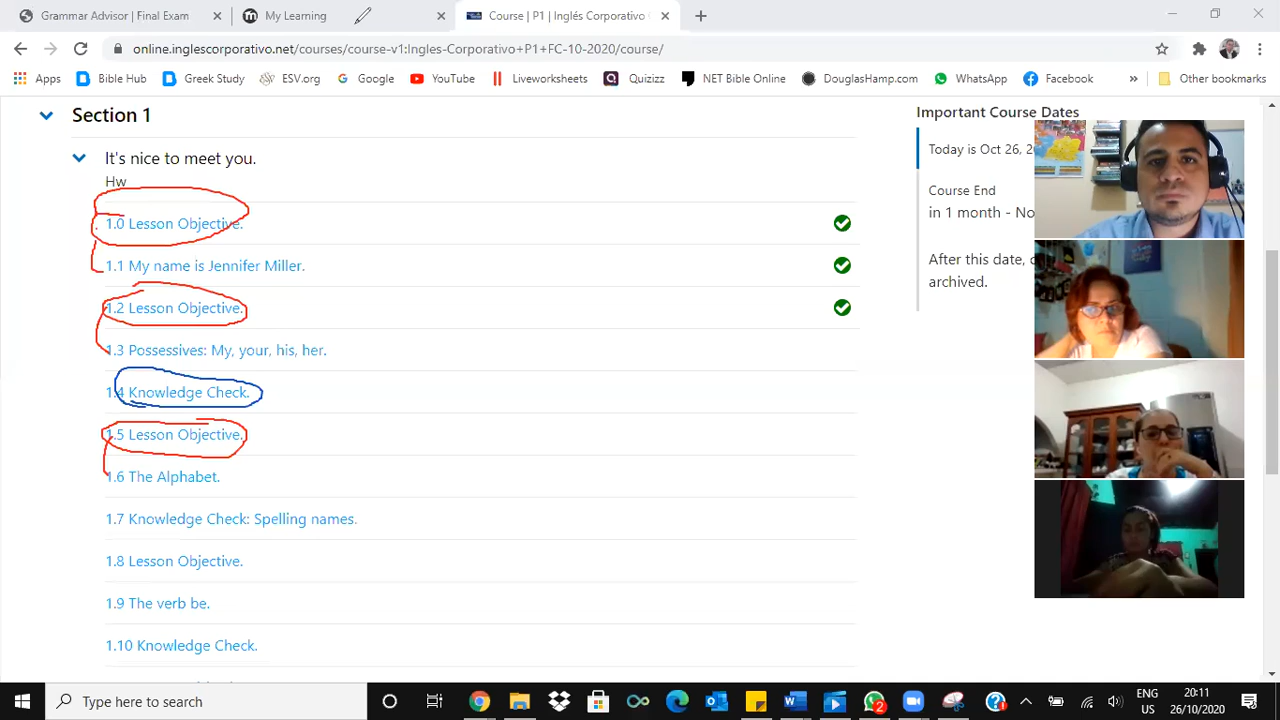 Grammar Advisor | Final Exam
My Learning
Course | P1 | Inglés Corporativo
online.inglescorporativo.net/courses/course-v1:Ingles-Corporativo+P1+FC-10-2020/course/
Apps Bible Hub Greek Study ESV.org Google YouTube Liveworksheets Quizizz NET Bible Online DouglasHamp.com WhatsApp Facebook » Other bookmarks
Section 1
It's nice to meet you.
Hw
1.0 Lesson Objective.
1.1 My name is Jennifer Miller.
1.2 Lesson Objective.
1.3 Possessives: My, your, his, her.
1.4 Knowledge Check.
1.5 Lesson Objective.
1.6 The Alphabet.
1.7 Knowledge Check: Spelling names.
1.8 Lesson Objective.
1.9 The verb be.
1.10 Knowledge Check.
Important Course Dates
Today is Oct 26,
Course End
in 1 month - No
After this date,
archived.
Type here to search
2
ENG
US
20:11
26/10/2020